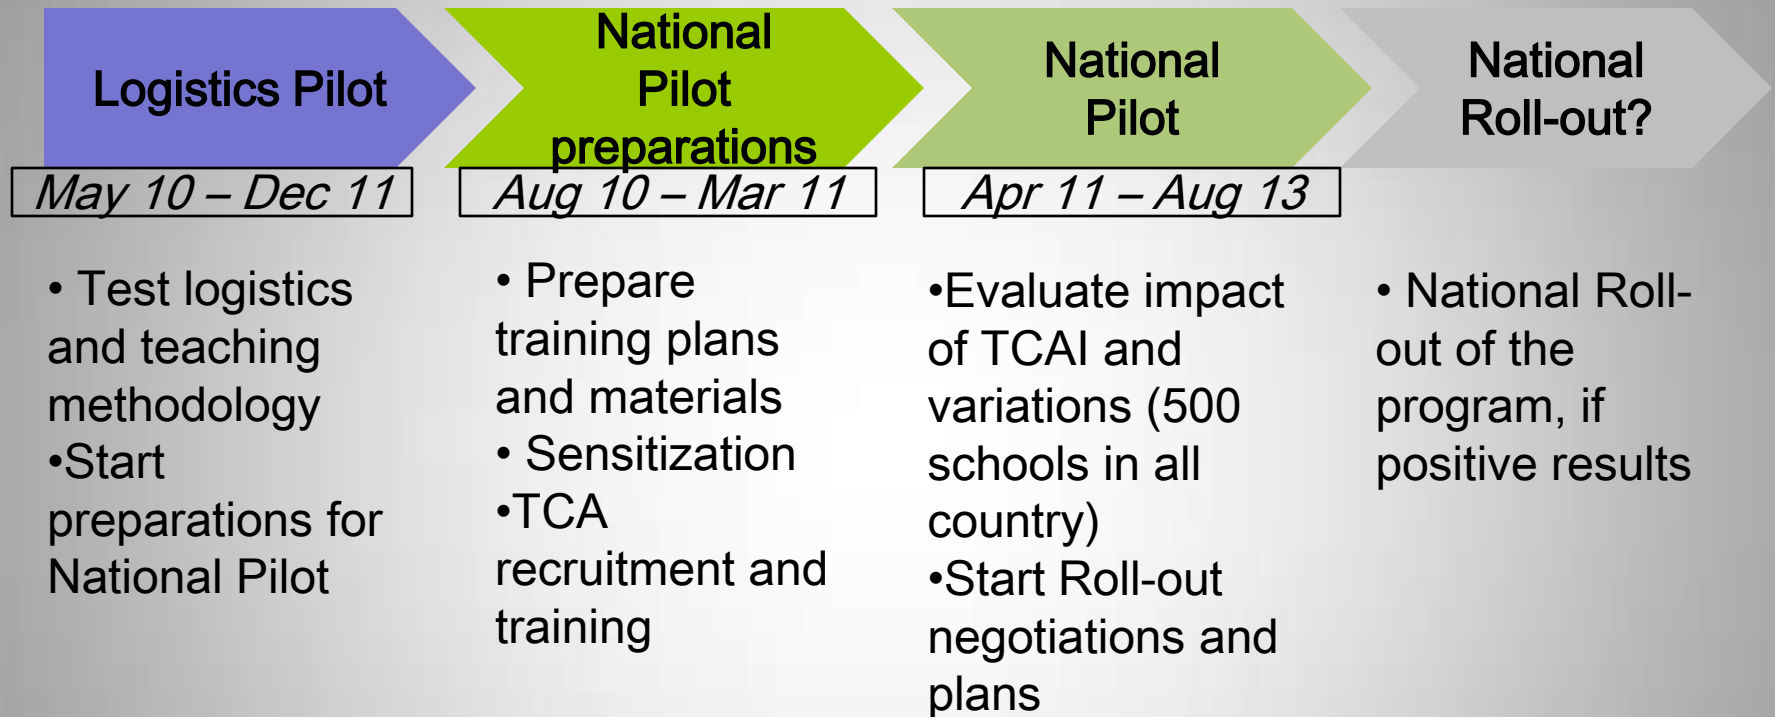 Logistics Pilot
National
Pilot
preparations
National
Pilot
National
Roll-out?
May 10 – Dec 11
Aug 10 – Mar 11
Apr 11 – Aug 13
• Test logistics
and teaching
methodology
•Start
preparations for
National Pilot
• Prepare
training plans
and materials
• Sensitization
•TCA
recruitment and
training
•Evaluate impact
of TCAI and
variations (500
schools in all
country)
•Start Roll-out
negotiations and
plans
• National Roll-
out of the
program, if
positive results